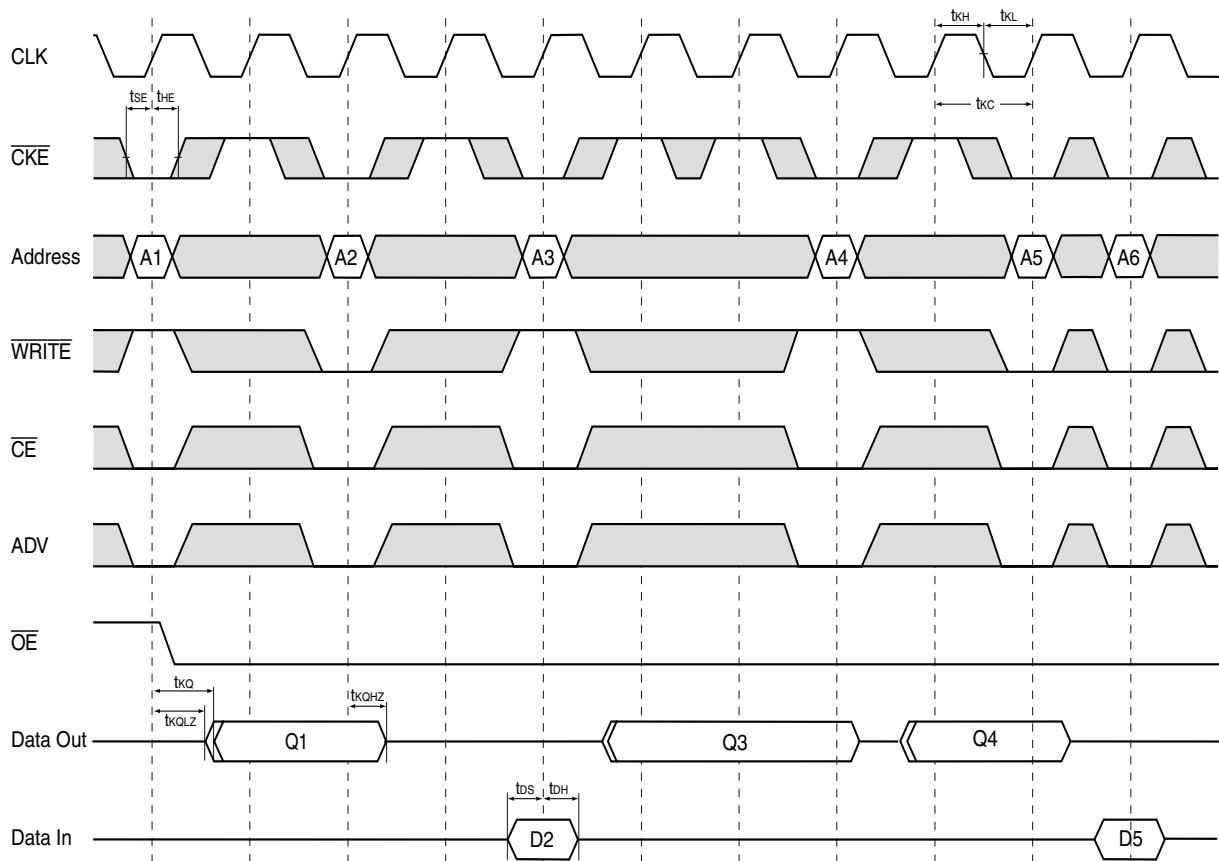 tKH tKL
CLK
tSE tHE
tKC
CKE
Address A1 A2 A3 A4 A5 A6
WRITE
CE
ADV
OE
tKQ
tKQLZ tKQHZ
Data Out Q1 Q3 Q4
tDS tDH
Data In D2 D5